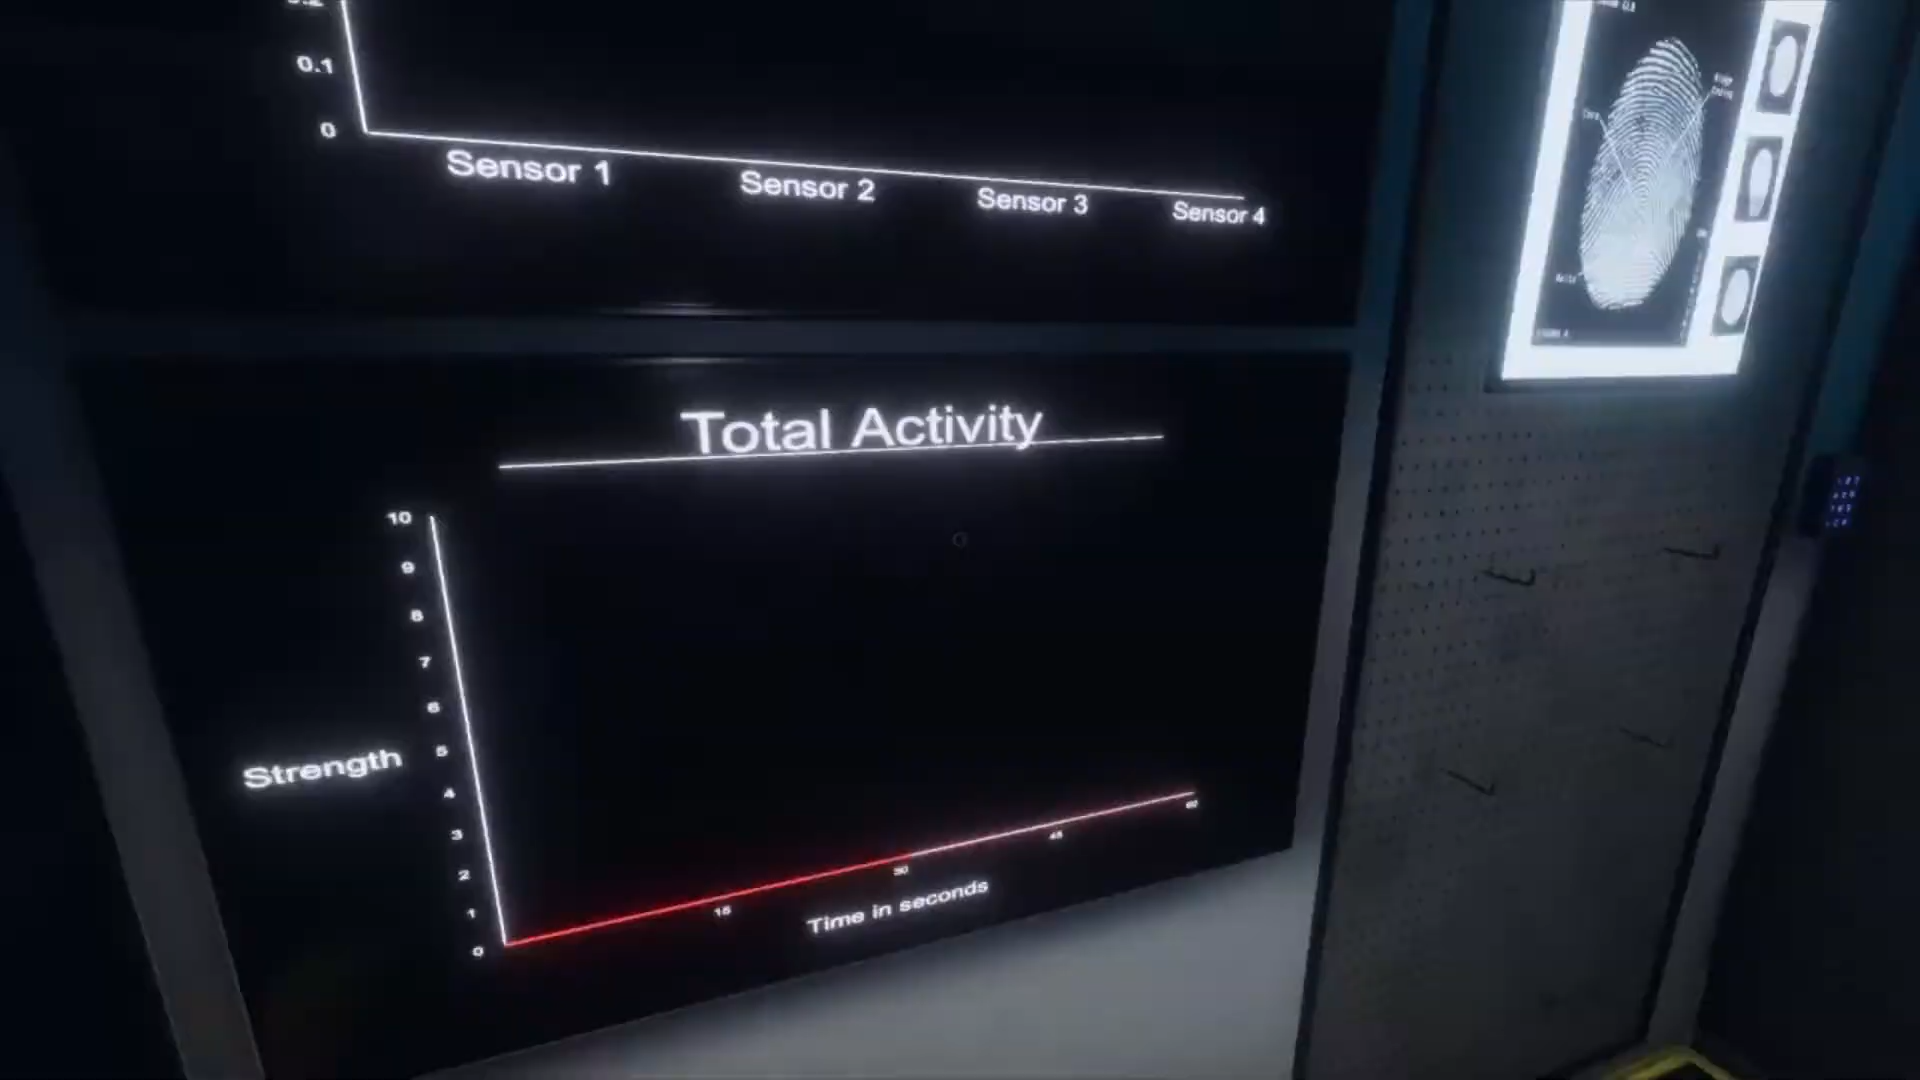 0.1
0
Sensor 1
Sensor 2
Sensor 3
Sensor 4
Total Activity
10
9
8
7
6
5
4
3
2
1
0
Strength
15
30
45
60
Time in seconds